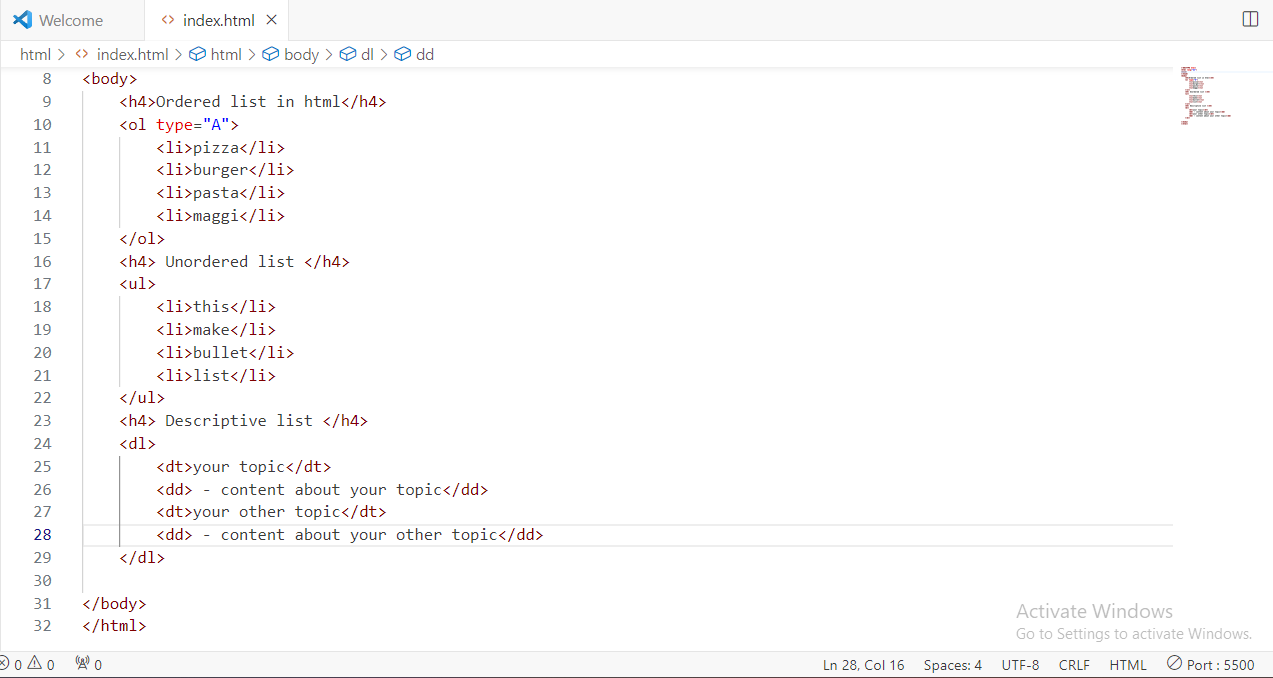 Welcome
index.html
html > index.html > html > body > dl > dd
8 <body>
9 <h4>Ordered list in html</h4>
10 <ol type="A">
11 <li>pizza</li>
12 <li>burger</li>
13 <li>pasta</li>
14 <li>maggi</li>
15 </ol>
16 <h4> Unordered list </h4>
17 <ul>
18 <li>this</li>
19 <li>make</li>
20 <li>bullet</li>
21 <li>list</li>
22 </ul>
23 <h4> Descriptive list </h4>
24 <dl>
25 <dt>your topic</dt>
26 <dd> - content about your topic</dd>
27 <dt>your other topic</dt>
28 <dd> - content about your other topic</dd>
29 </dl>
30
31 </body>
32 </html>
Activate Windows
Go to Settings to activate Windows.
0 0 0 Ln 28, Col 16 Spaces: 4 UTF-8 CRLF HTML Port : 5500